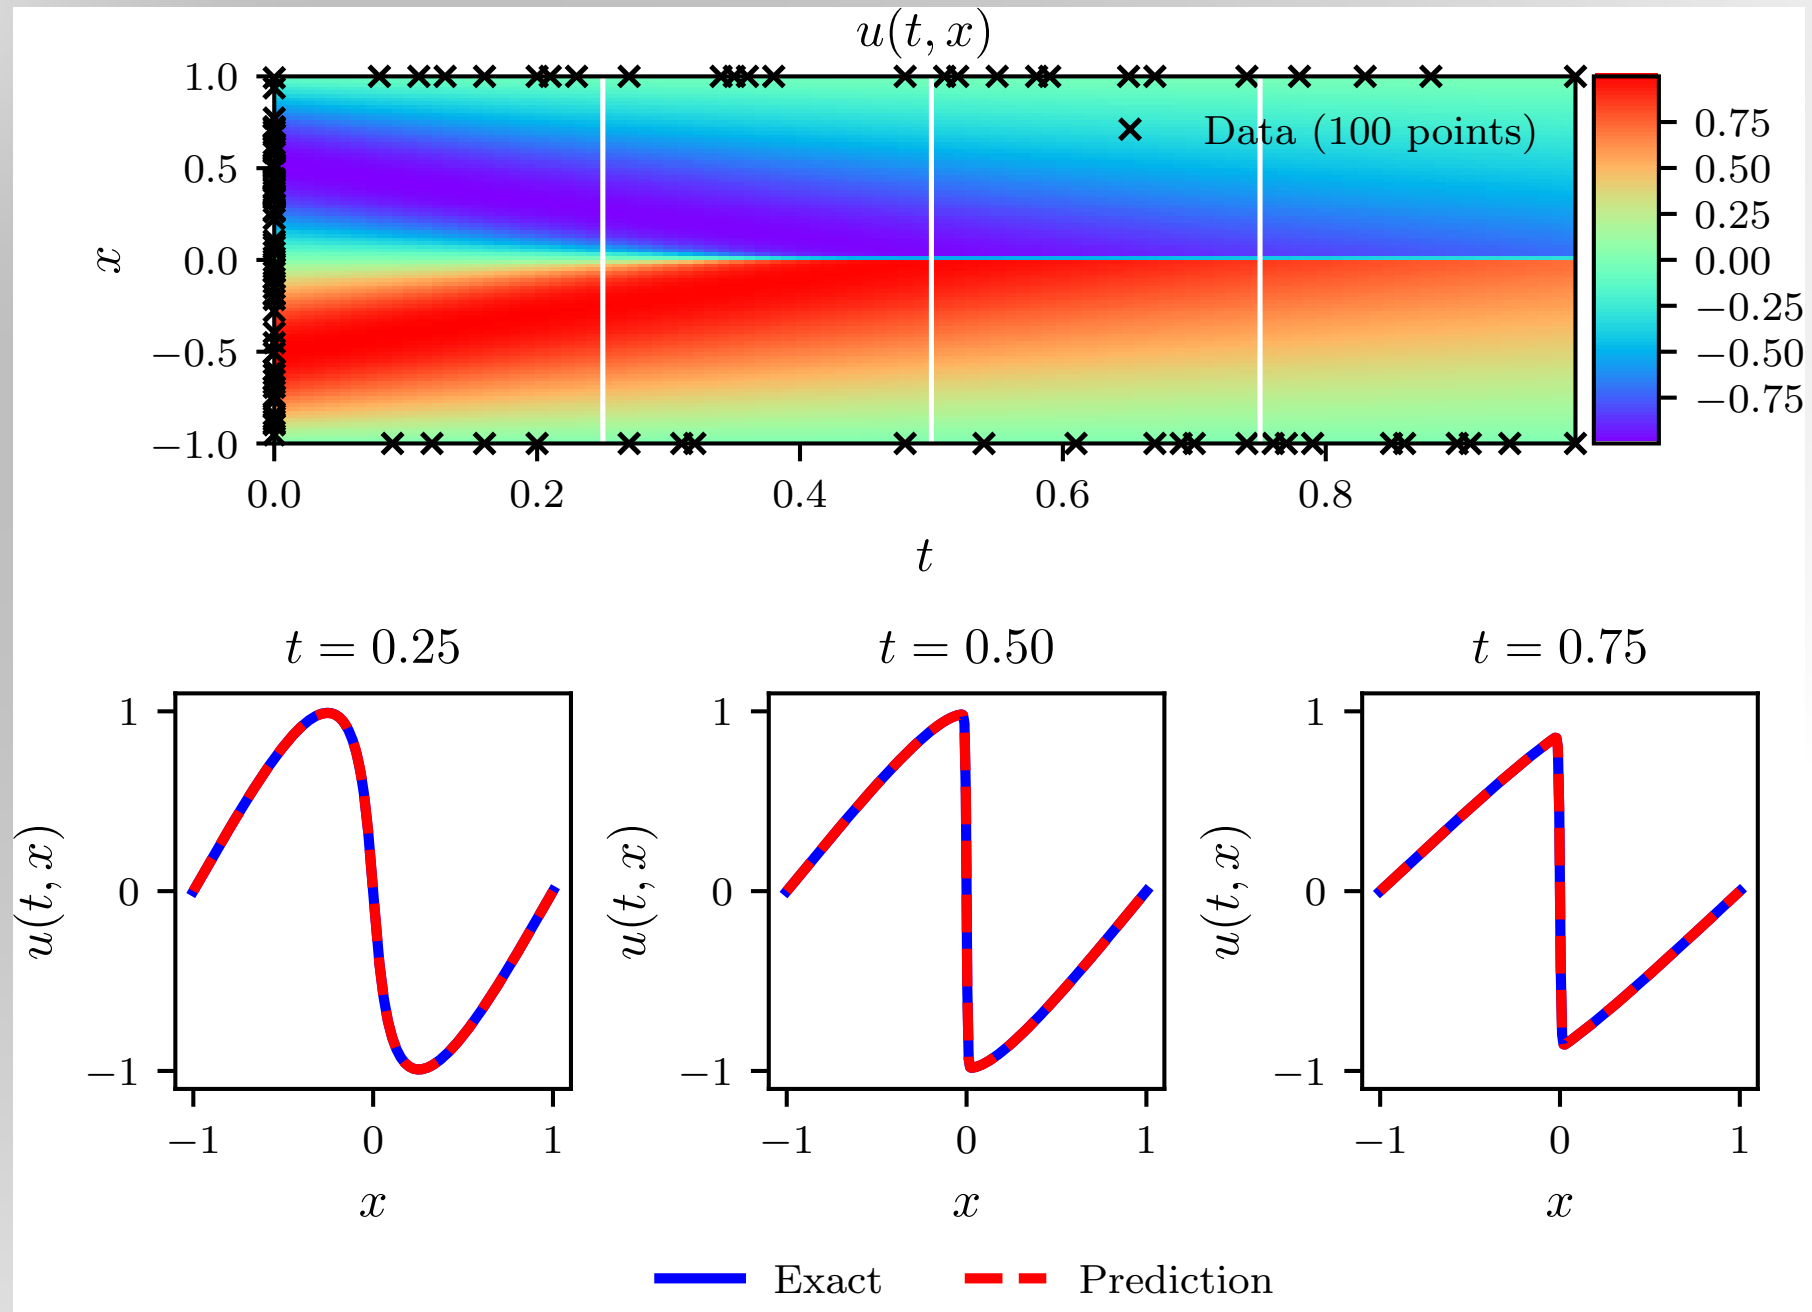 u(t, x)
1.0
0.5
0.0
−0.5
−1.0
x
Data (100 points)
0.75
0.50
0.25
0.00
−0.25
−0.50
−0.75
0.0 0.2 0.4 0.6 0.8
t
t = 0.25 t = 0.50 t = 0.75
1 1 1
0 0 0
−1 −1 −1
u(t, x) u(t, x) u(t, x)
−1 0 1 −1 0 1 −1 0 1
x x x
Exact Prediction